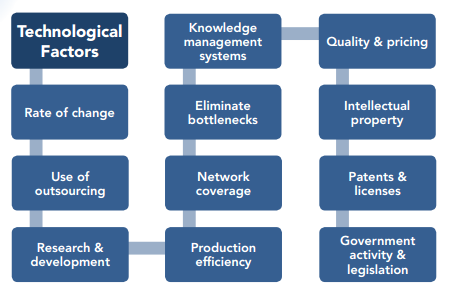 Technological
Factors
Rate of change
Use of
outsourcing
Research &
development
Production
efficiency
Network
coverage
Eliminate
bottlenecks
Knowledge
management
systems
Quality & pricing
Intellectual
property
Patents &
licenses
Government
activity &
legislation